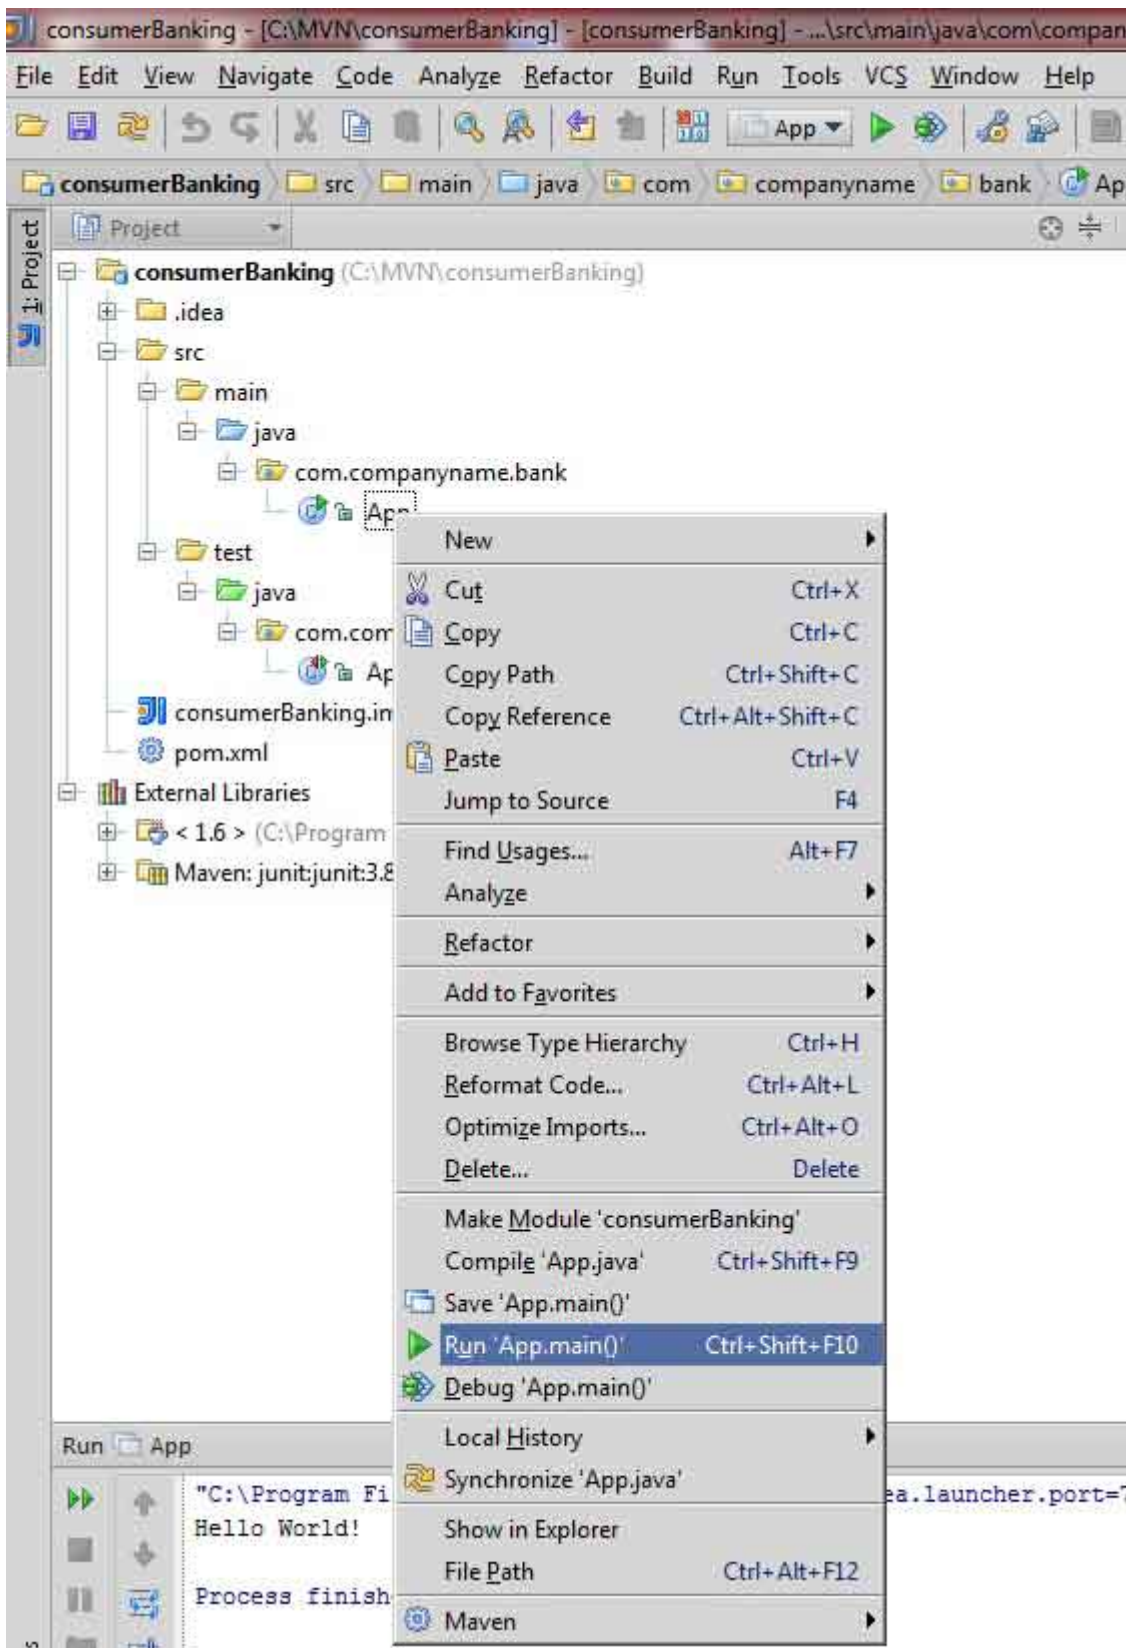 consumerBanking - [C:\MVN\consumerBanking] - [consumerBanking] - ...\src\main\java\com\compan
File Edit View Navigate Code Analyze Refactor Build Run Tools VCS Window Help
App
consumerBanking src main java com companyname bank Ap
1: Project
Project
consumerBanking (C:\MVN\consumerBanking)
.idea
src
main
java
com.companyname.bank
App
test
java
com.com
Ap
consumerBanking.im
pom.xml
External Libraries
< 1.6 > (C:\Program
Maven: junit:junit:3.8
New
Cut Ctrl+X
Copy Ctrl+C
Copy Path Ctrl+Shift+C
Copy Reference Ctrl+Alt+Shift+C
Paste Ctrl+V
Jump to Source F4
Find Usages... Alt+F7
Analyze
Refactor
Add to Favorites
Browse Type Hierarchy Ctrl+H
Reformat Code... Ctrl+Alt+L
Optimize Imports... Ctrl+Alt+O
Delete... Delete
Make Module 'consumerBanking'
Compile 'App.java' Ctrl+Shift+F9
Save 'App.main()'
Run 'App.main()' Ctrl+Shift+F10
Debug 'App.main()'
Local History
Synchronize 'App.java'
Show in Explorer
File Path Ctrl+Alt+F12
Maven
Run App
"C:\Program Fi ea.launcher.port=7
Hello World!
Process finish